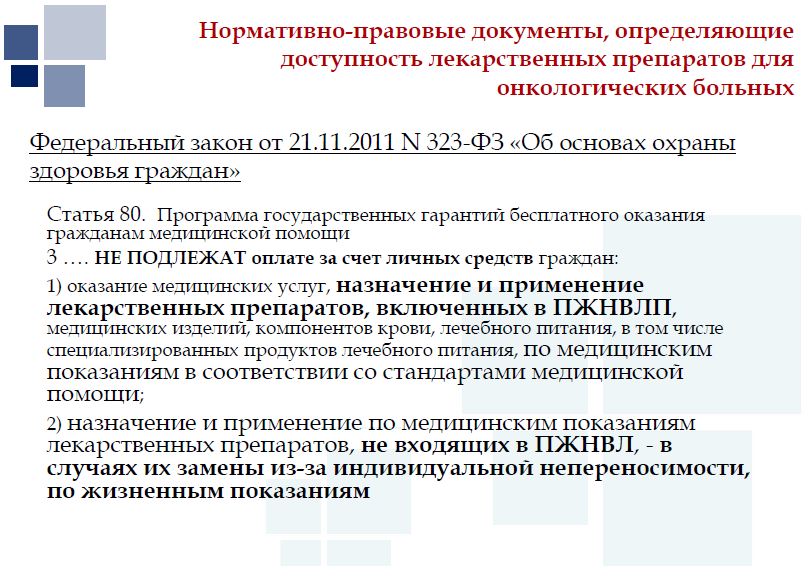 Нормативно-правовые документы, определяющие
доступность лекарственных препаратов для
онкологических больных
Федеральный закон от 21.11.2011 N 323-ФЗ «Об основах охраны
здоровья граждан»
Статья 80. Программа государственных гарантий бесплатного оказания
гражданам медицинской помощи
3 …. НЕ ПОДЛЕЖАТ оплате за счет личных средств граждан:
1) оказание медицинских услуг, назначение и применение
лекарственных препаратов, включенных в ПЖНВЛП,
медицинских изделий, компонентов крови, лечебного питания, в том числе
специализированных продуктов лечебного питания, по медицинским
показаниям в соответствии со стандартами медицинской
помощи;
2) назначение и применение по медицинским показаниям
лекарственных препаратов, не входящих в ПЖНВЛ, - в
случаях их замены из-за индивидуальной непереносимости,
по жизненным показаниям